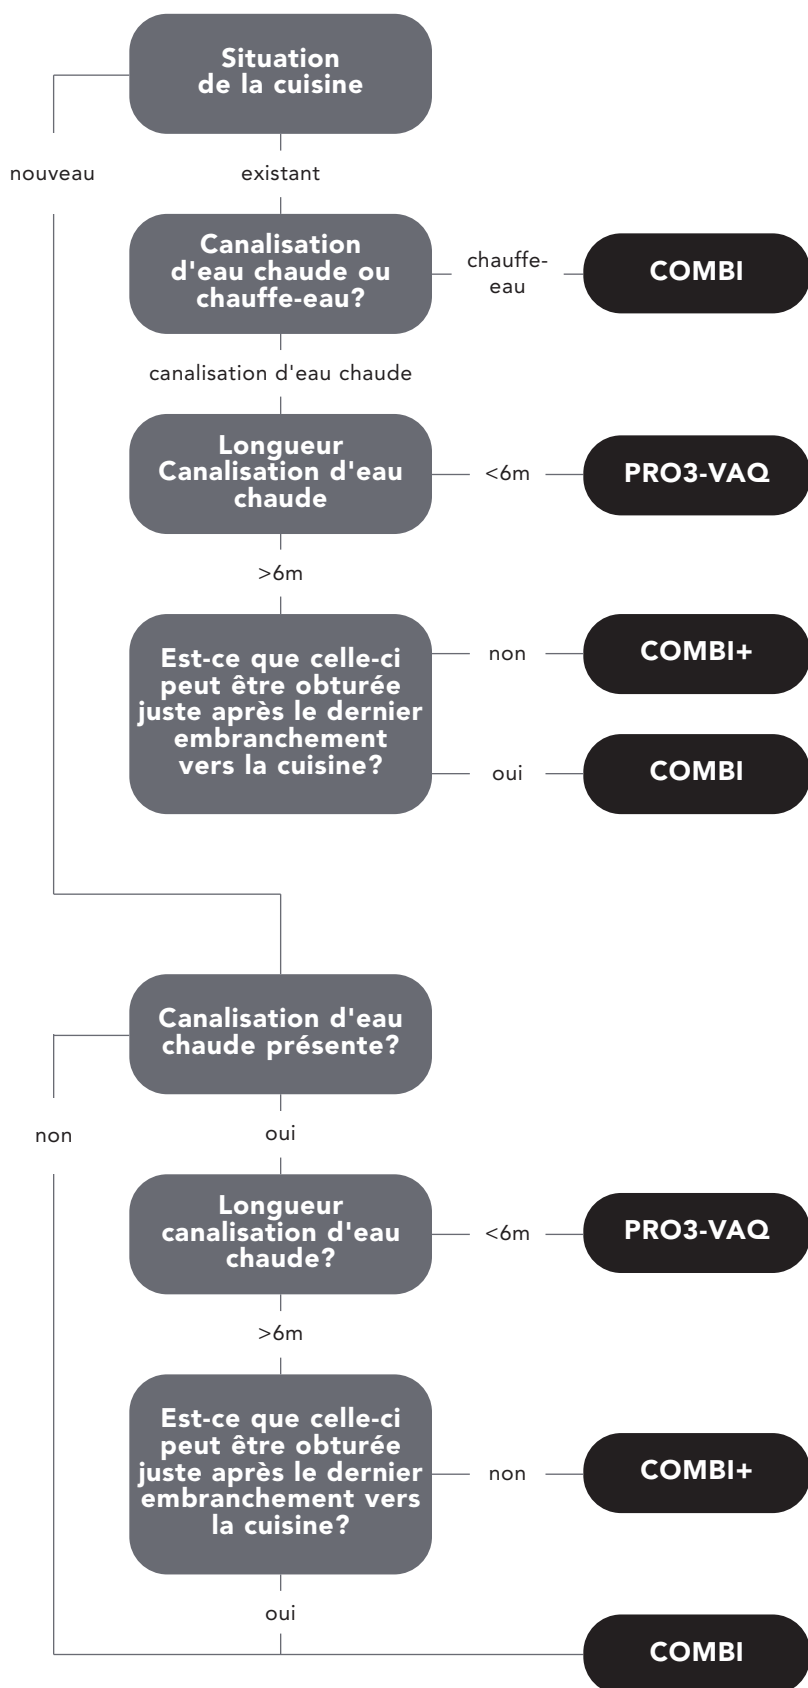 Situation
de la cuisine
nouveau
existant
Canalisation
d'eau chaude ou
chauffe-eau?
chauffe-
eau
COMBI
canalisation d'eau chaude
Longueur
Canalisation d'eau
chaude
<6m
PRO3-VAQ
>6m
Est-ce que celle-ci
peut être obturée
juste après le dernier
embranchement
vers la cuisine?
non
COMBI+
oui
COMBI
Canalisation d'eau
chaude présente?
non
oui
Longueur
canalisation d'eau
chaude?
<6m
PRO3-VAQ
>6m
Est-ce que celle-ci
peut être obturée
juste après le dernier
embranchement vers
la cuisine?
non
COMBI+
oui
COMBI